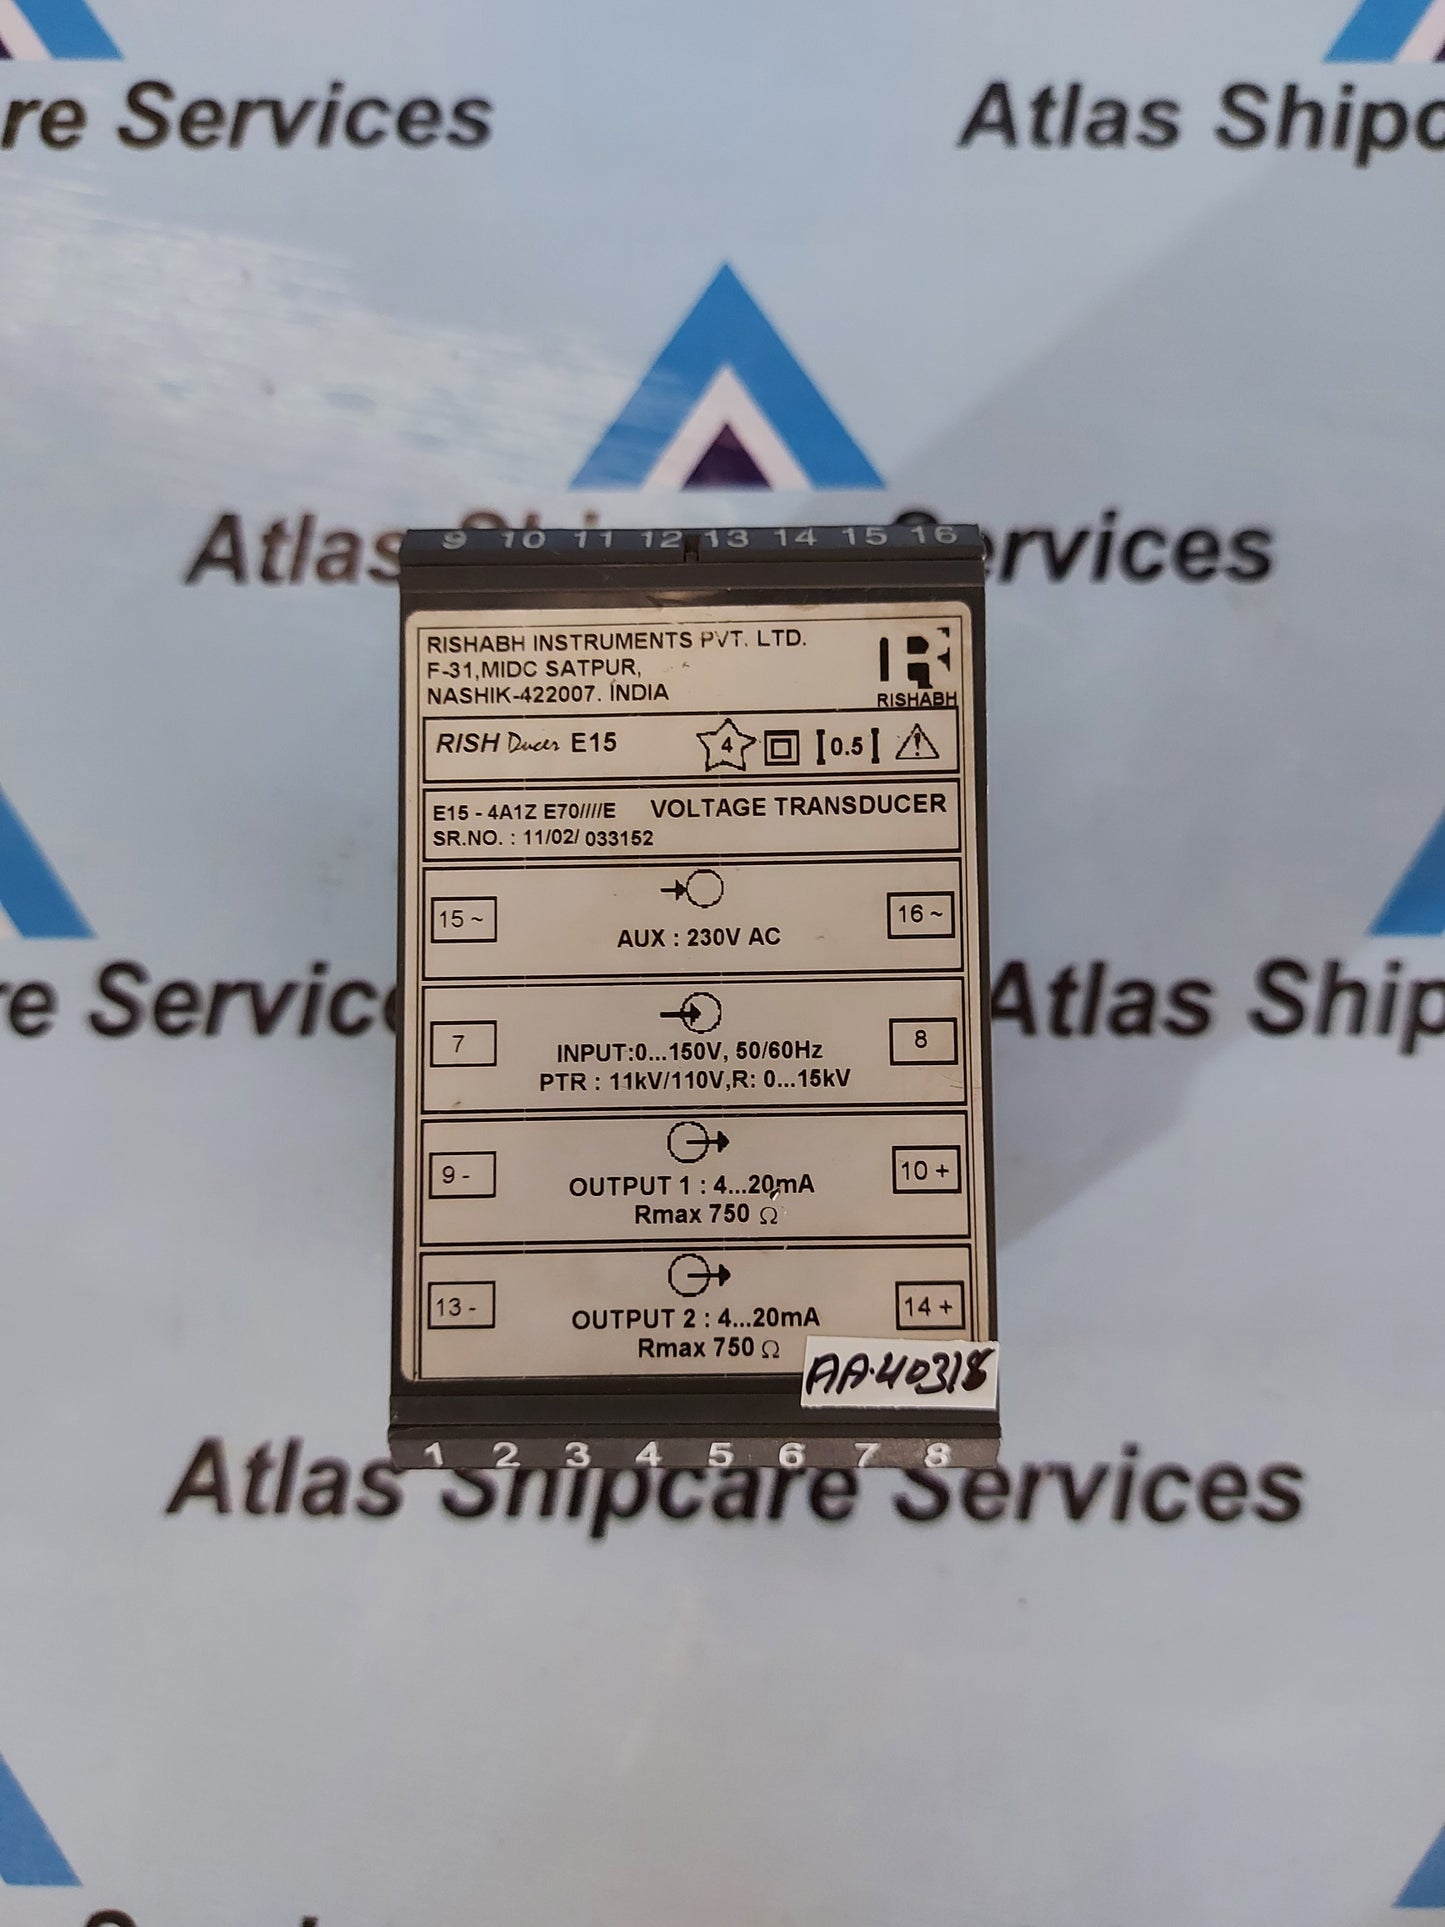 re Services
Atlas Shipc
Atlas Services
9 10 11 12 13 14 15 16
RISHABH INSTRUMENTS PVT. LTD.
F-31,MIDC SATPUR,
NASHIK-422007. INDIA
RISHABH
RISH Ducer E15
4
0.5
E15 - 4A1Z E70////E VOLTAGE TRANSDUCER
SR.NO. : 11/02/ 033152
15 ~
AUX : 230V AC
16 ~
re Servic
Atlas Ship
7
INPUT:0...150V, 50/60Hz
PTR : 11kV/110V,R: 0...15kV
8
9 -
OUTPUT 1 : 4...20mA
Rmax 750 Ω
10 +
13 -
OUTPUT 2 : 4...20mA
Rmax 750 Ω
14 +
AA-40318
1 2 3 4 5 6 7 8
Atlas Shipcare Services